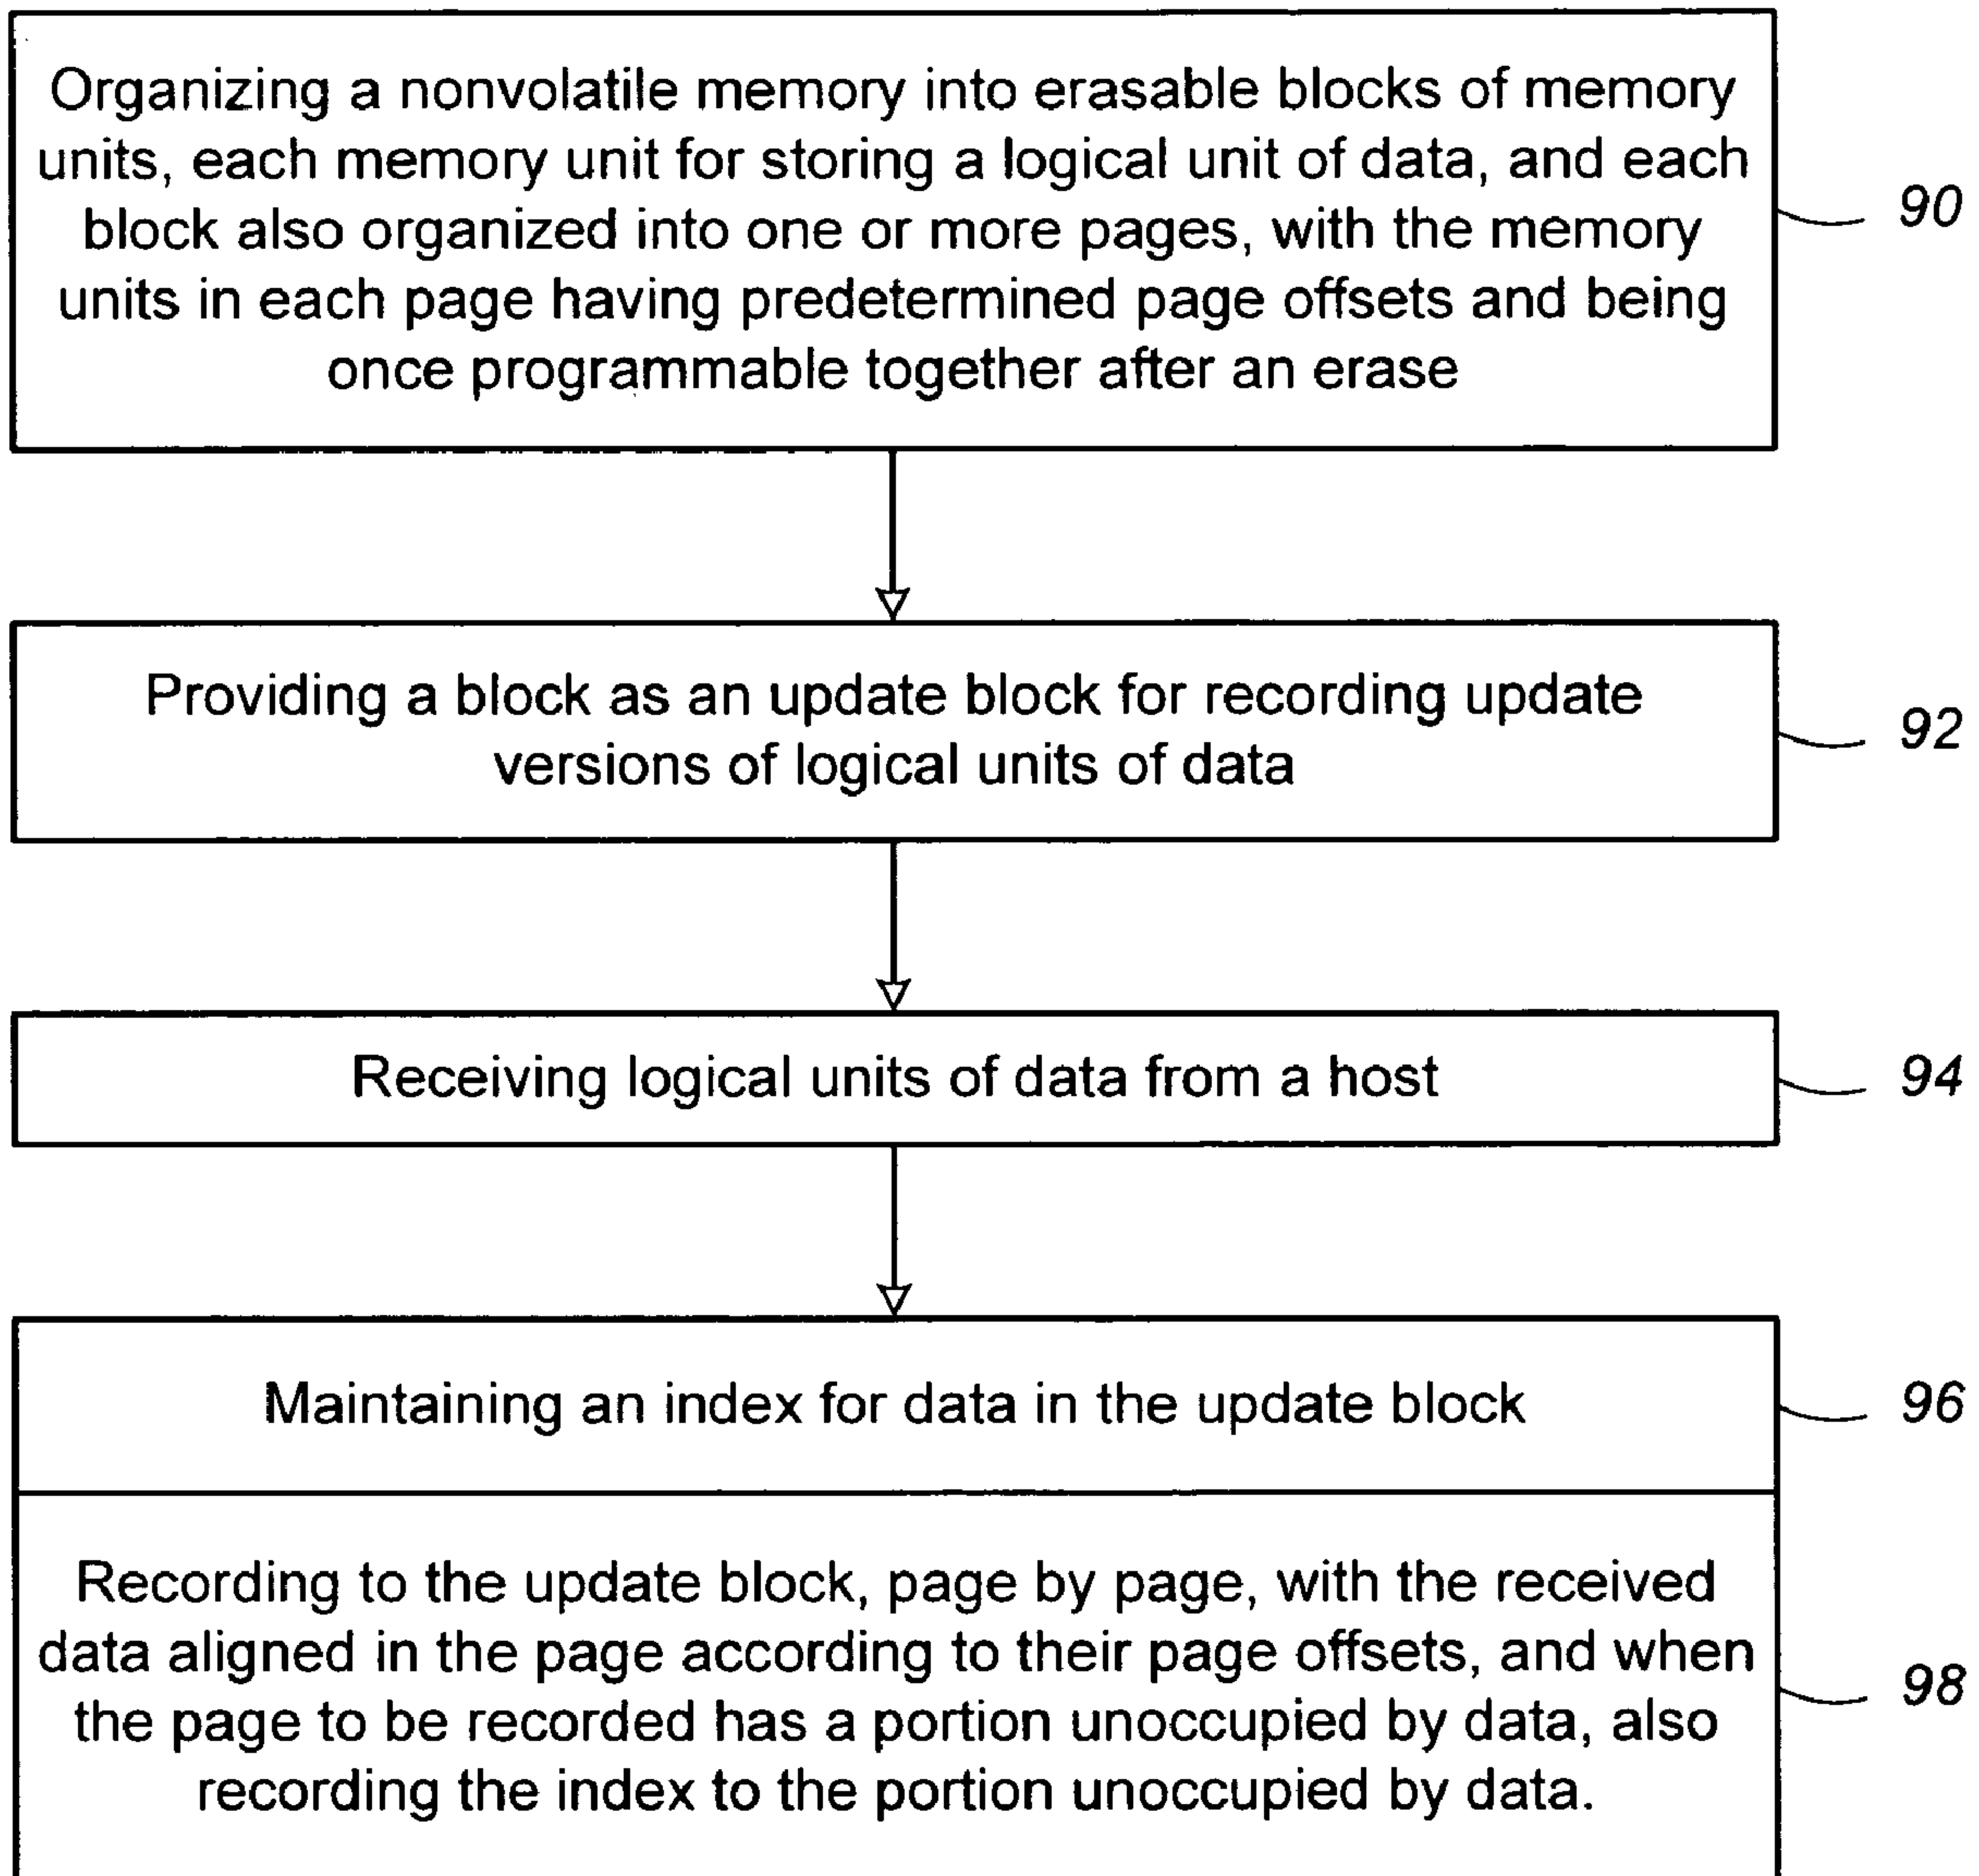 Organizing a nonvolatile memory into erasable blocks of memory
units, each memory unit for storing a logical unit of data, and each
block also organized into one or more pages, with the memory
units in each page having predetermined page offsets and being
once programmable together after an erase
90
Providing a block as an update block for recording update
versions of logical units of data
92
Receiving logical units of data from a host
94
Maintaining an index for data in the update block
96
Recording to the update block, page by page, with the received
data aligned in the page according to their page offsets, and when
the page to be recorded has a portion unoccupied by data, also
recording the index to the portion unoccupied by data.
98